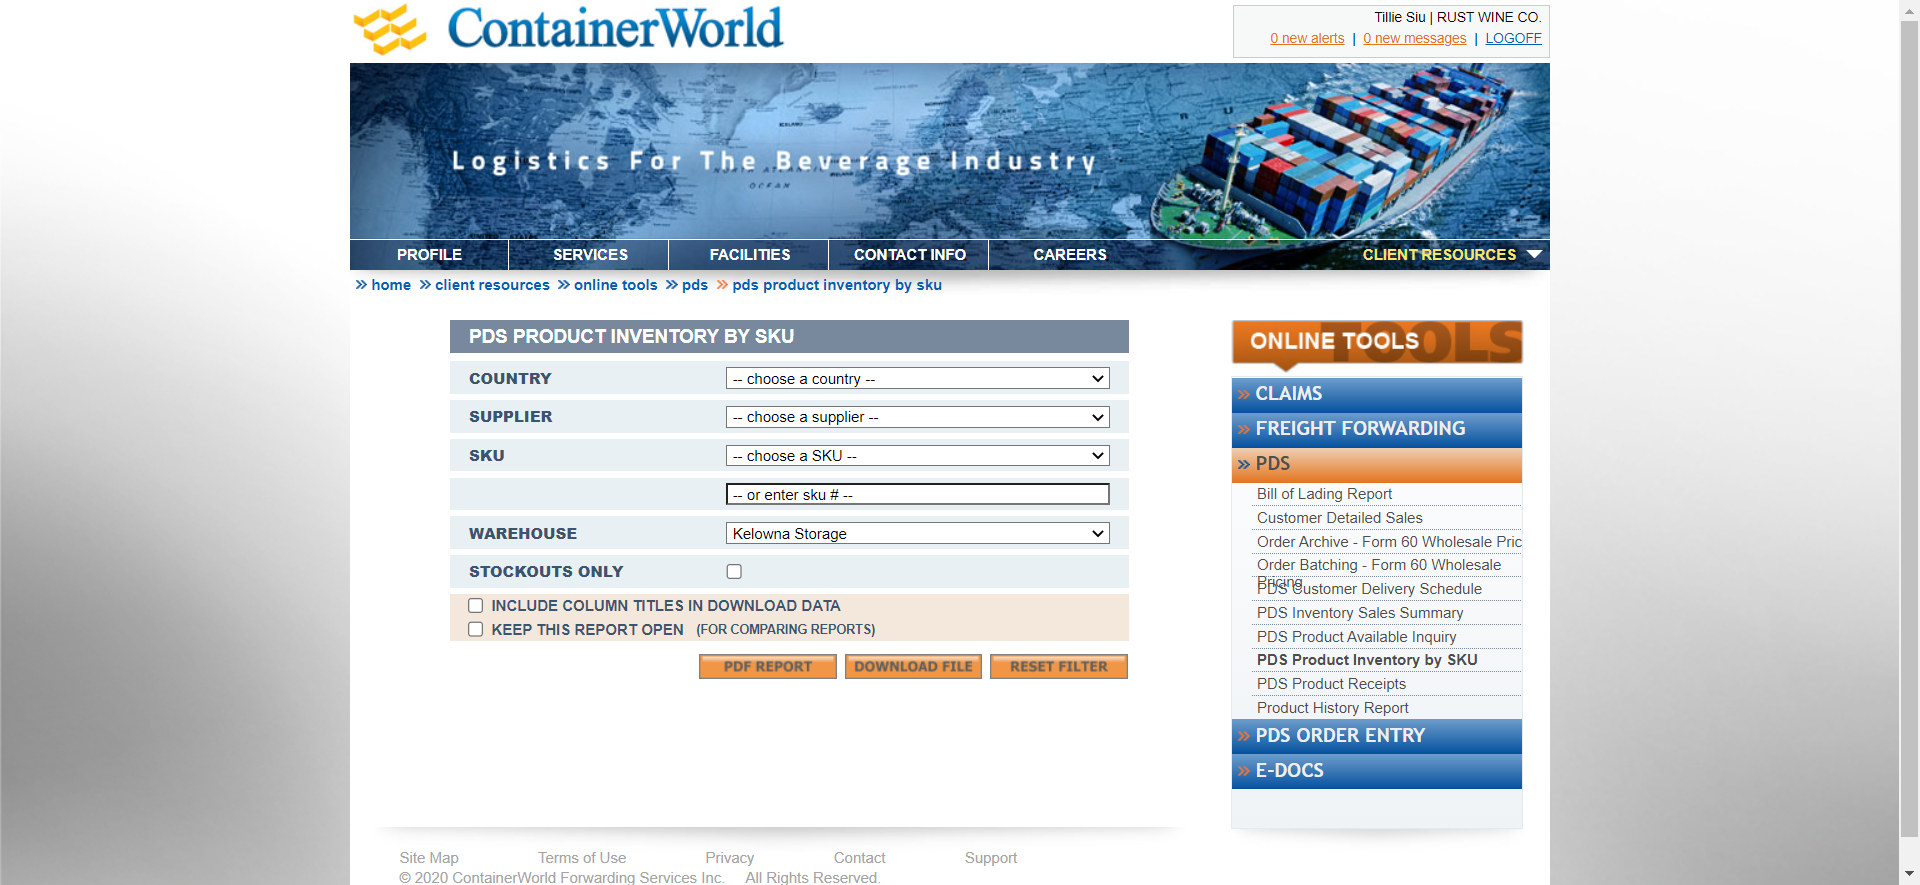 ContainerWorld
Tillie Siu | RUST WINE CO.
0 new alerts | 0 new messages | LOGOFF
Logistics For The Beverage Industry
OCEAN
PROFILE SERVICES FACILITIES CONTACT INFO CAREERS CLIENT RESOURCES
» home » client resources » online tools » pds » pds product inventory by sku
PDS PRODUCT INVENTORY BY SKU
COUNTRY -- choose a country --
SUPPLIER -- choose a supplier --
SKU -- choose a SKU --
-- or enter sku # --
WAREHOUSE Kelowna Storage
STOCKOUTS ONLY
INCLUDE COLUMN TITLES IN DOWNLOAD DATA
KEEP THIS REPORT OPEN (FOR COMPARING REPORTS)
PDF REPORT DOWNLOAD FILE RESET FILTER
ONLINE TOOLS
TOOLS
» CLAIMS
» FREIGHT FORWARDING
» PDS
Bill of Lading Report
Customer Detailed Sales
Order Archive - Form 60 Wholesale Pric
Order Batching - Form 60 Wholesale
Pricing
PDS Customer Delivery Schedule
PDS Inventory Sales Summary
PDS Product Available Inquiry
PDS Product Inventory by SKU
PDS Product Receipts
Product History Report
» PDS ORDER ENTRY
» E-DOCS
Site Map Terms of Use Privacy Contact Support
© 2020 ContainerWorld Forwarding Services Inc. All Rights Reserved.